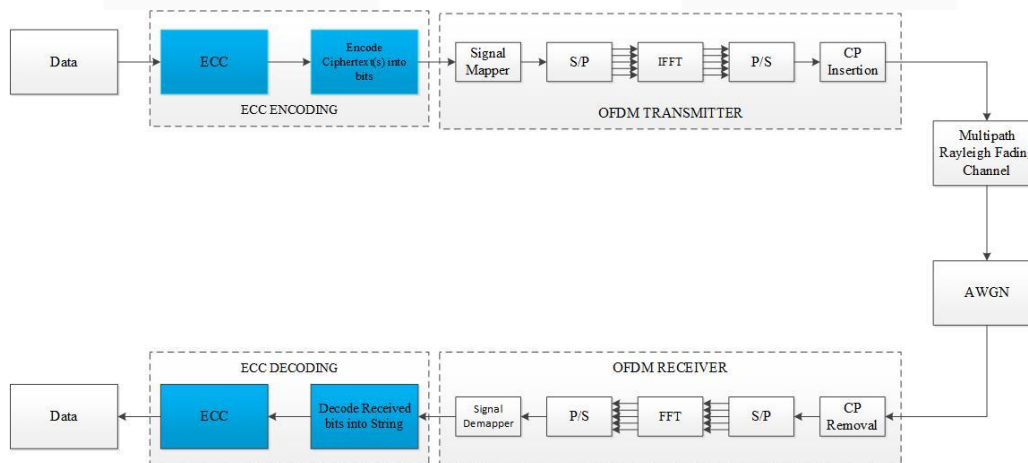 Data
ECC
Encode
Ciphertext(s) into
bits
ECC ENCODING
Signal
Mapper
S/P
IFFT
P/S
CP
Insertion
OFDM TRANSMITTER
Multipath
Rayleigh Fading
Channel
AWGN
ECC DECODING
OFDM RECEIVER
Data
ECC
Decode Received
bits into String
Signal
Demapper
P/S
FFT
S/P
CP
Removal